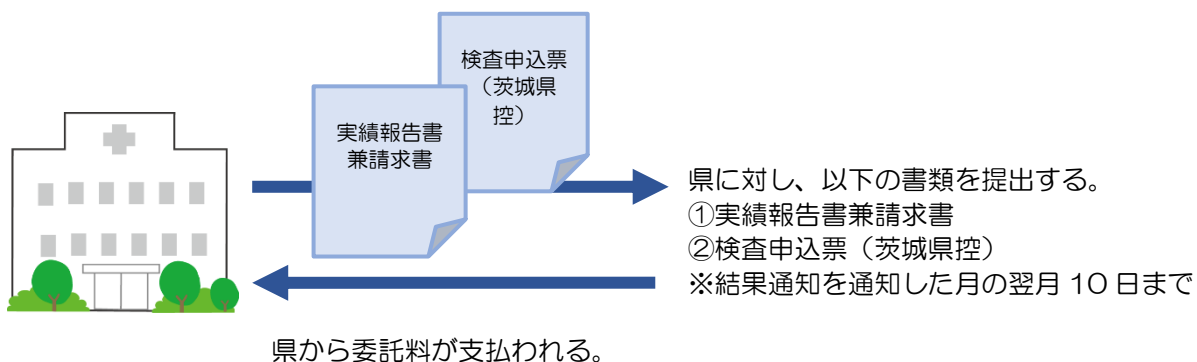 検査申込票
（茨城県
控）
実績報告書
兼請求書
県に対し、以下の書類を提出する。
①実績報告書兼請求書
②検査申込票（茨城県控）
※結果通知を通知した月の翌月 10 日まで
県から委託料が支払われる。